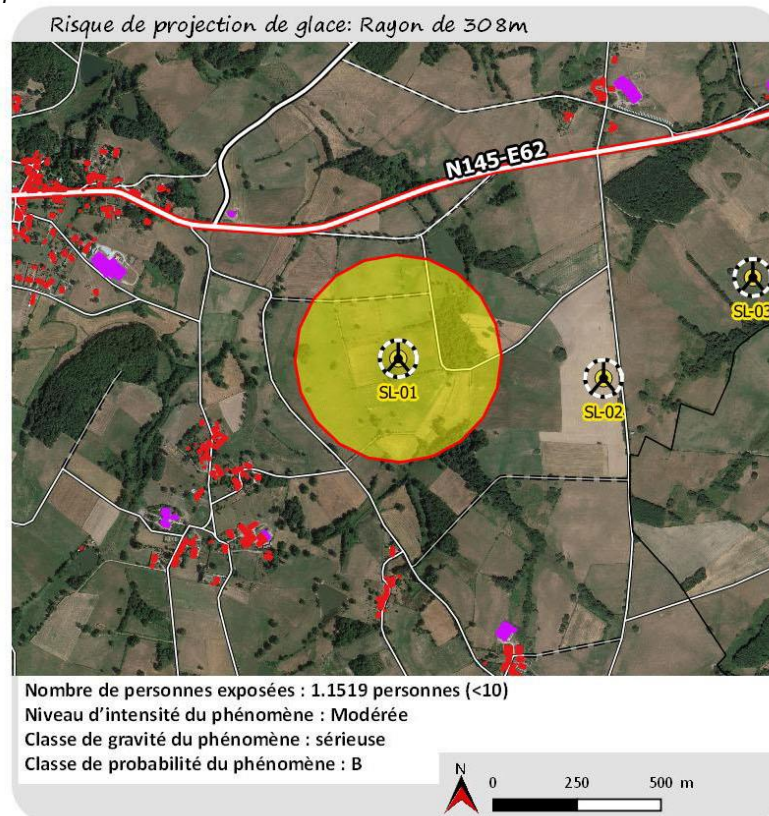 Risque de projection de glace: Rayon de 308m
N145-E62
SL-03
SL-01
SL-02
Nombre de personnes exposées : 1.1519 personnes (<10)
Niveau d'intensité du phénomène : Modérée
Classe de gravité du phénomène : sérieuse
Classe de probabilité du phénomène : B
N
0 250 500 m